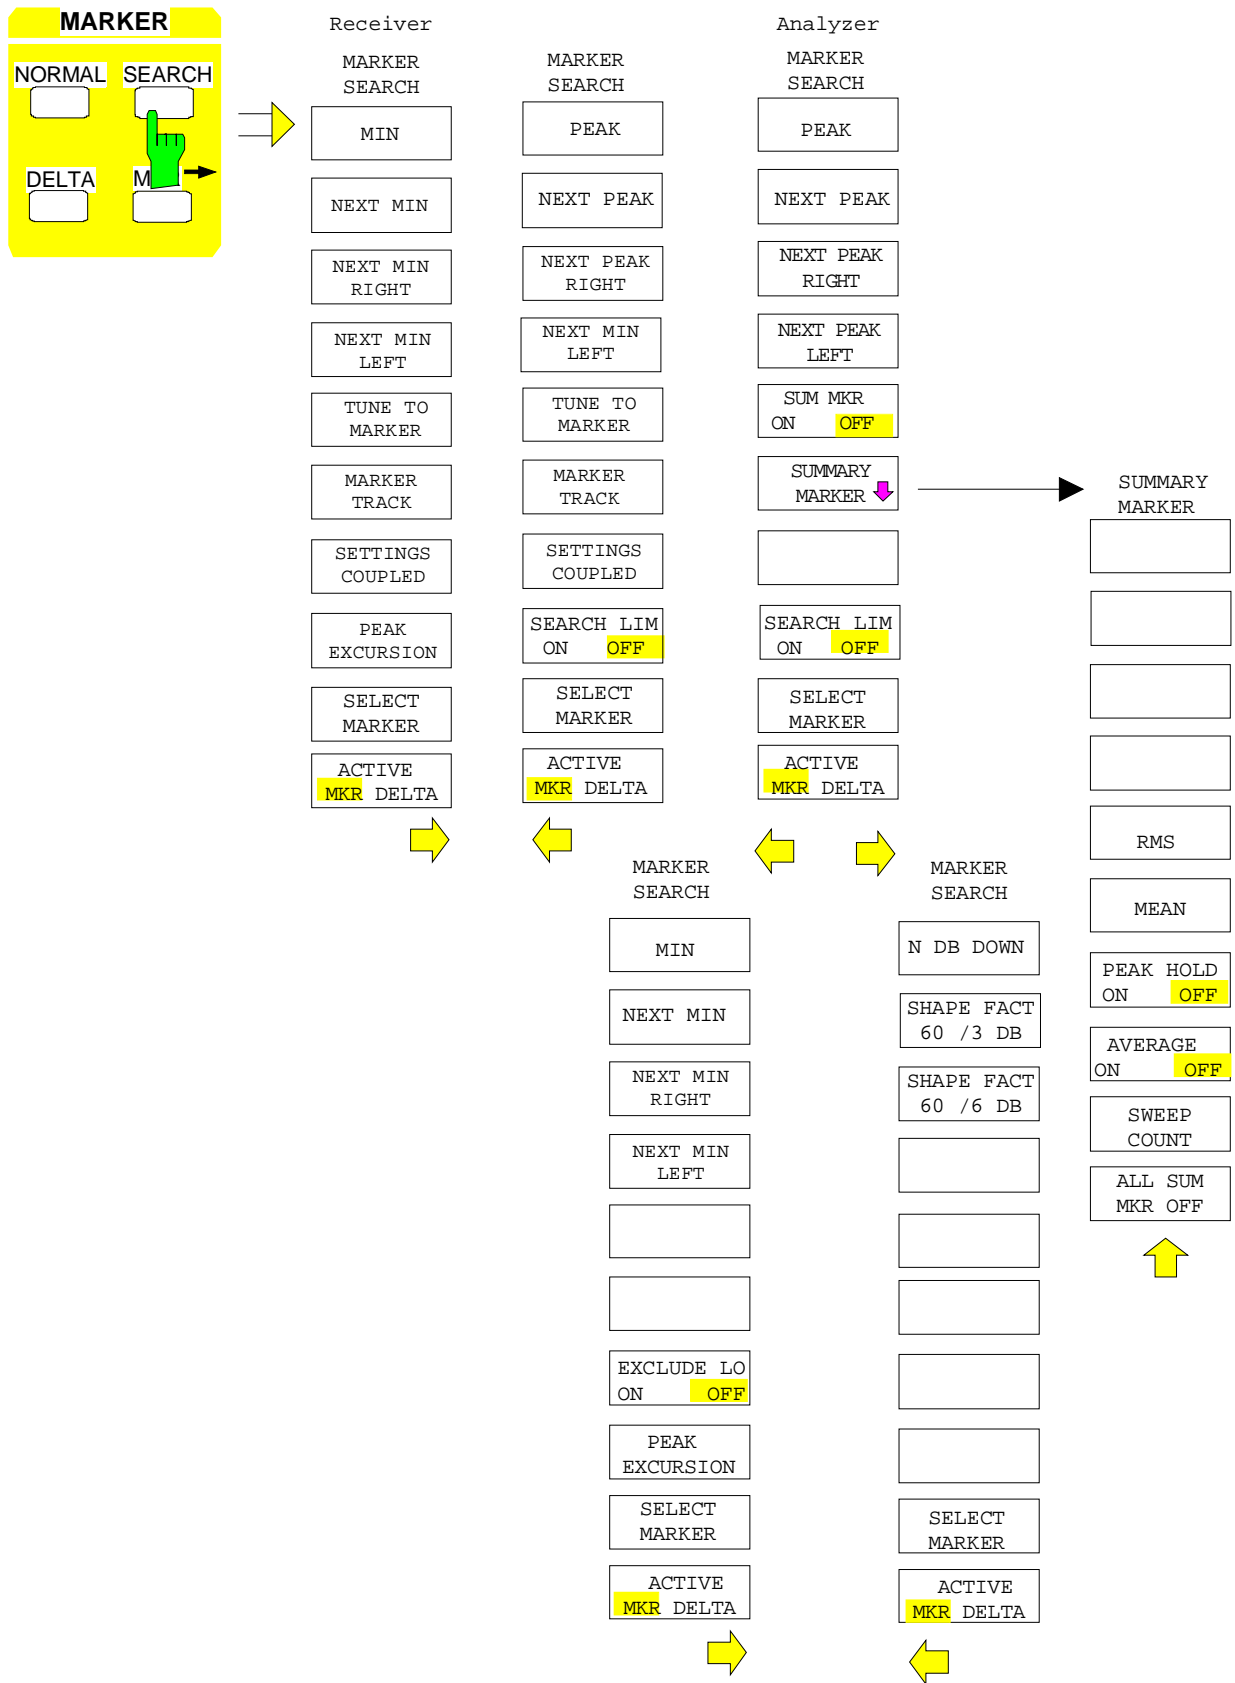 MARKER
NORMAL
SEARCH
DELTA
Receiver
MARKER
SEARCH
MIN
NEXT MIN
NEXT MIN
RIGHT
NEXT MIN
LEFT
TUNE TO
MARKER
MARKER
TRACK
SETTINGS
COUPLED
PEAK
EXCURSION
SELECT
MARKER
ACTIVE
MKR DELTA
MARKER
SEARCH
PEAK
NEXT PEAK
NEXT PEAK
RIGHT
NEXT MIN
LEFT
TUNE TO
MARKER
MARKER
TRACK
SETTINGS
COUPLED
SEARCH LIM
ON OFF
SELECT
MARKER
ACTIVE
MKR DELTA
Analyzer
MARKER
SEARCH
PEAK
NEXT PEAK
NEXT PEAK
RIGHT
NEXT PEAK
LEFT
SUM MKR
ON OFF
SUMMARY
MARKER
SEARCH LIM
ON OFF
SELECT
MARKER
ACTIVE
MKR DELTA
MARKER
SEARCH
MIN
NEXT MIN
NEXT MIN
RIGHT
NEXT MIN
LEFT
EXCLUDE LO
ON OFF
PEAK
EXCURSION
SELECT
MARKER
ACTIVE
MKR DELTA
MARKER
SEARCH
N DB DOWN
SHAPE FACT
60 /3 DB
SHAPE FACT
60 /6 DB
SELECT
MARKER
ACTIVE
MKR DELTA
SUMMARY
MARKER
RMS
MEAN
PEAK HOLD
ON OFF
AVERAGE
ON OFF
SWEEP
COUNT
ALL SUM
MKR OFF